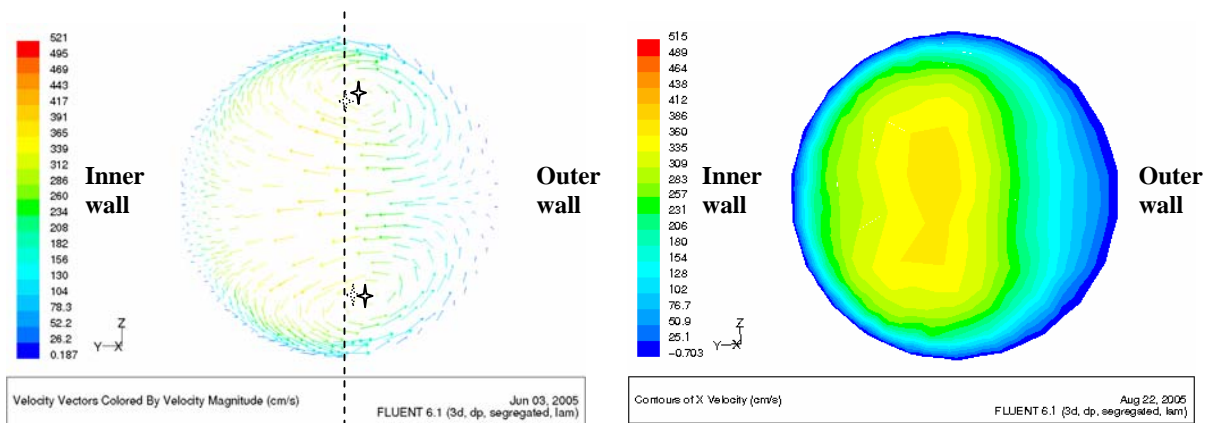 521
495
469
443
417
391
365
339
312
286
260
234
208
182
156
130
104
78.3
52.2
26.2
0.187
Inner
wall
Outer
wall
Z
Y X
Velocity Vectors Colored By Velocity Magnitude (cm/s)
Jun 03, 2005
FLUENT 6.1 (3d, dp, segregated, lam)
515
489
464
438
412
386
360
335
309
283
257
231
206
180
154
128
102
76.7
50.9
25.1
-0.703
Inner
wall
Outer
wall
Z
Y X
Contours of X Velocity (cm/s)
Aug 22, 2005
FLUENT 6.1 (3d, dp, segregated, lam)